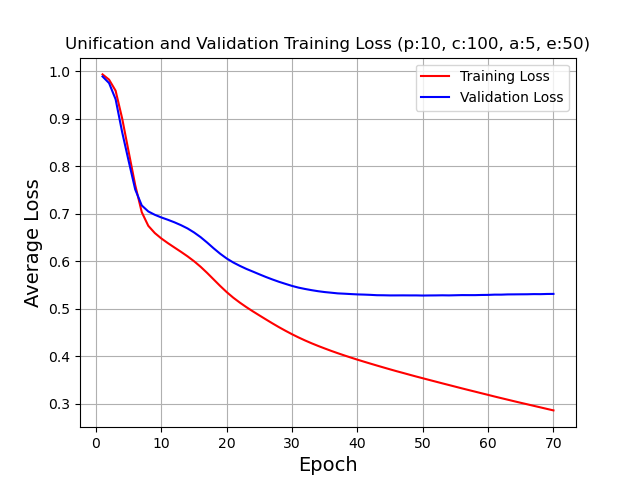 Unification and Validation Training Loss (p:10, c:100, a:5, e:50)
Training Loss
Validation Loss
Average Loss
1.0
0.9
0.8
0.7
0.6
0.5
0.4
0.3
0 10 20 30 40 50 60 70
Epoch